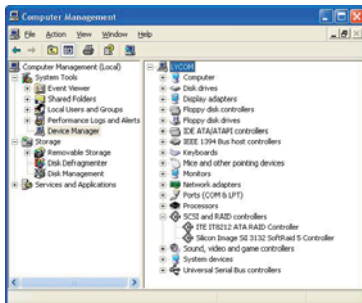 Computer Management
File Action View Window Help
Computer Management (Local)
System Tools
Event Viewer
Shared Folders
Local Users and Groups
Performance Logs and Alerts
Device Manager
Storage
Removable Storage
Disk Defragmenter
Disk Management
Services and Applications
LYCOM
Computer
Disk drives
Display adapters
Floppy disk controllers
Floppy disk drives
IDE ATA/ATAPI controllers
IEEE 1394 Bus host controllers
Keyboards
Mice and other pointing devices
Monitors
Network adapters
Ports (COM & LPT)
Processors
SCSI and RAID controllers
ITE IT8212 ATA RAID Controller
Silicon Image SiI 3132 SoftRaid 5 Controller
Sound, video and game controllers
System devices
Universal Serial Bus controllers